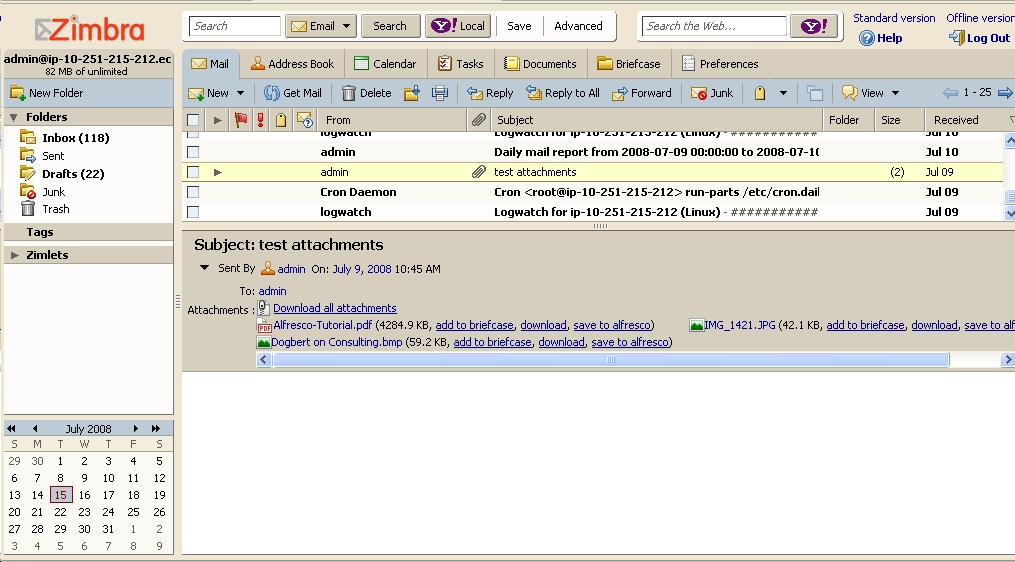 Zimbra
Search Email Search Y! Local Save Advanced Search the Web... Y! Standard version Offline version
Help Log Out
admin@ip-10-251-215-212.ec
82 MB of unlimited
New Folder
Folders
Inbox (118)
Sent
Drafts (22)
Junk
Trash
Tags
Zimlets
July 2008
S M T W T F S
29 30 1 2 3 4 5
6 7 8 9 10 11 12
13 14 15 16 17 18 19
20 21 22 23 24 25 26
27 28 29 30 31 1 2
3 4 5 6 7 8 9
Mail Address Book Calendar Tasks Documents Briefcase Preferences
New Get Mail Delete Reply Reply to All Forward Junk View 1 - 25
From Subject Folder Size Received
logwatch Logwatch for ip-10-251-215-212 (Linux) - ########### Jul 10
admin Daily mail report from 2008-07-09 00:00:00 to 2008-07-10 Jul 10
admin test attachments (2) Jul 09
Cron Daemon Cron <root@ip-10-251-215-212> run-parts /etc/cron.dail Jul 09
logwatch Logwatch for ip-10-251-215-212 (Linux) - ########### Jul 09
Subject: test attachments
Sent By admin On: July 9, 2008 10:45 AM
To: admin
Attachments : Download all attachments
PDF Alfresco-Tutorial.pdf (4284.9 KB, add to briefcase, download, save to alfresco) IMG_1421.JPG (42.1 KB, add to briefcase, download, save to alf
Dogbert on Consulting.bmp (59.2 KB, add to briefcase, download, save to alfresco)